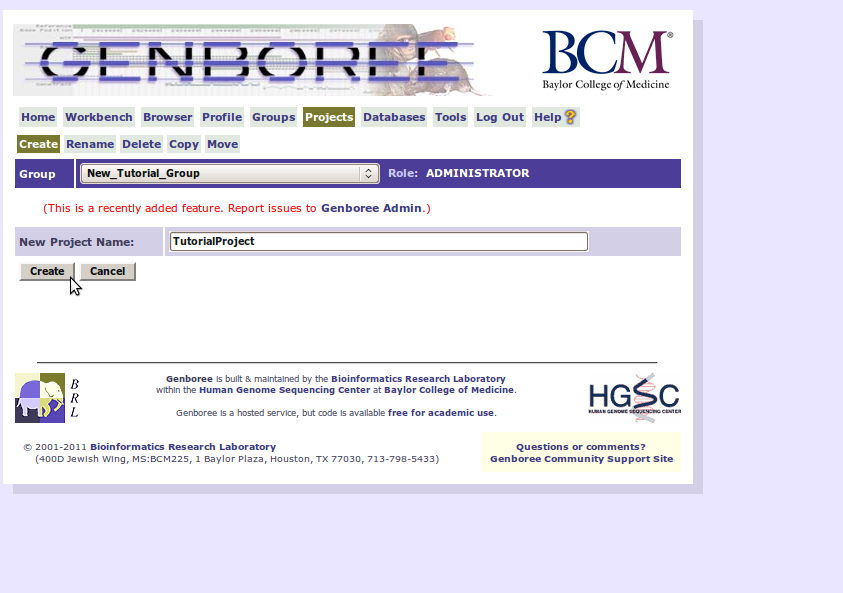 GENBOREE
BCM®
Baylor College of Medicine
Home Workbench Browser Profile Groups Projects Databases Tools Log Out Help ?
Create Rename Delete Copy Move
Group New_Tutorial_Group Role: ADMINISTRATOR
(This is a recently added feature. Report issues to Genboree Admin.)
New Project Name: TutorialProject
Create Cancel
B
R
L
Genboree is built & maintained by the Bioinformatics Research Laboratory
within the Human Genome Sequencing Center at Baylor College of Medicine.
Genboree is a hosted service, but code is available free for academic use.
HGSC
HUMAN GENOME SEQUENCING CENTER
© 2001-2011 Bioinformatics Research Laboratory
(400D Jewish Wing, MS:BCM225, 1 Baylor Plaza, Houston, TX 77030, 713-798-5433)
Questions or comments?
Genboree Community Support Site